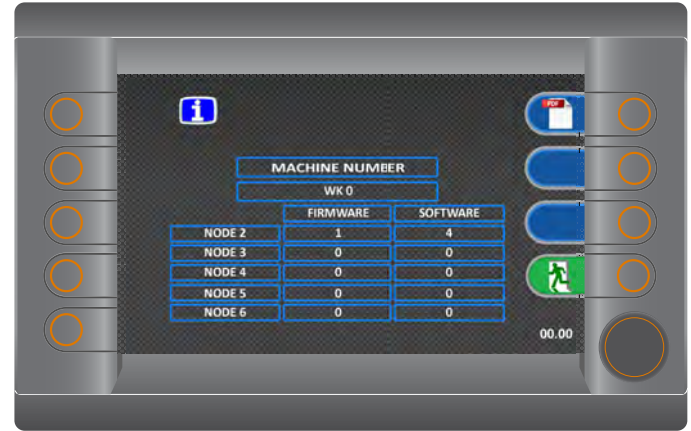 i
PDF
MACHINE NUMBER
WK 0
FIRMWARE SOFTWARE
NODE 2 1 4
NODE 3 0 0
NODE 4 0 0
NODE 5 0 0
NODE 6 0 0
00.00